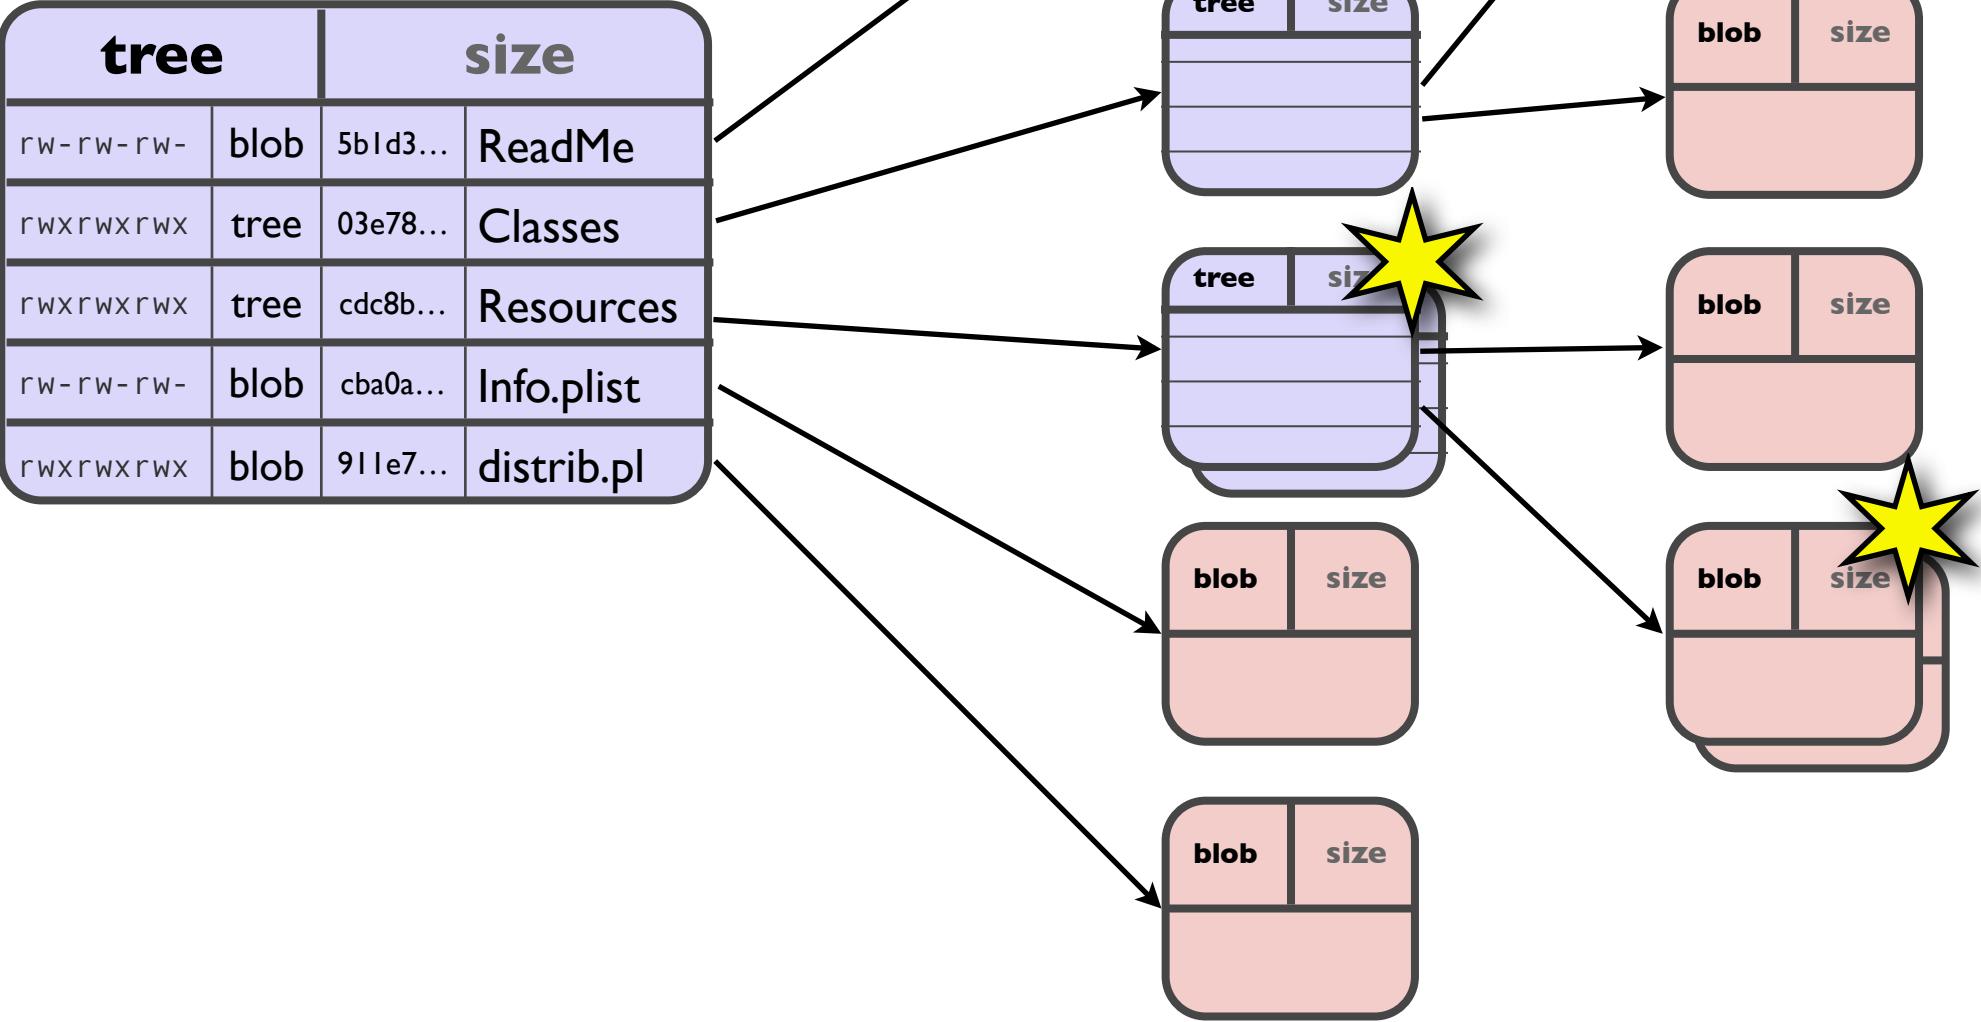 tree size
rw-rw-rw- blob 5b1d3... ReadMe
rwxrwxrwx tree 03e78... Classes
rwxrwxrwx tree cdc8b... Resources
rw-rw-rw- blob cba0a... Info.plist
rwxrwxrwx blob 911e7... distrib.pl
tree size
blob size
tree
blob size
blob size
blob size
blob size